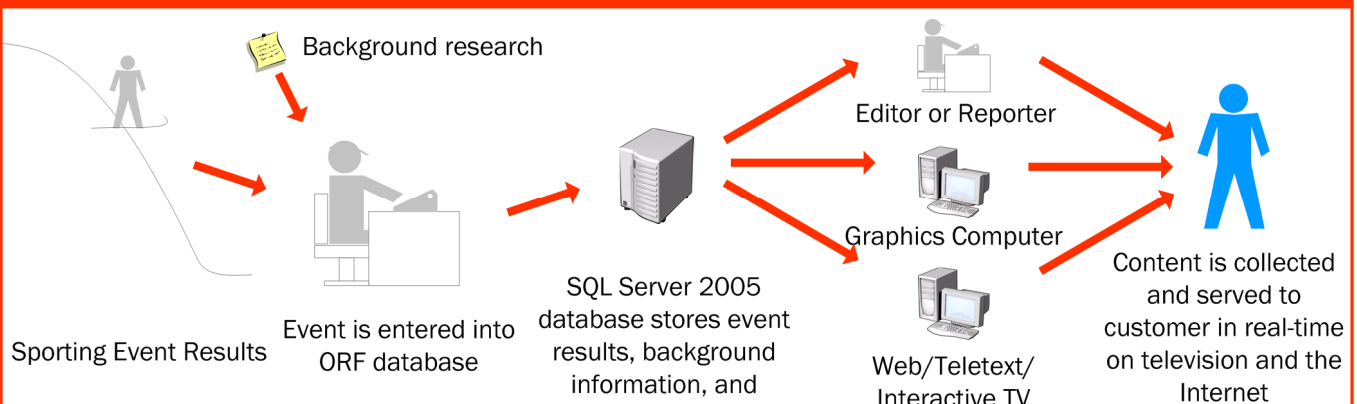 Background research
Sporting Event Results
Event is entered into
ORF database
SQL Server 2005
database stores event
results, background
information, and
Editor or Reporter
Graphics Computer
Web/Teletext/
Interactive TV
Content is collected
and served to
customer in real-time
on television and the
Internet